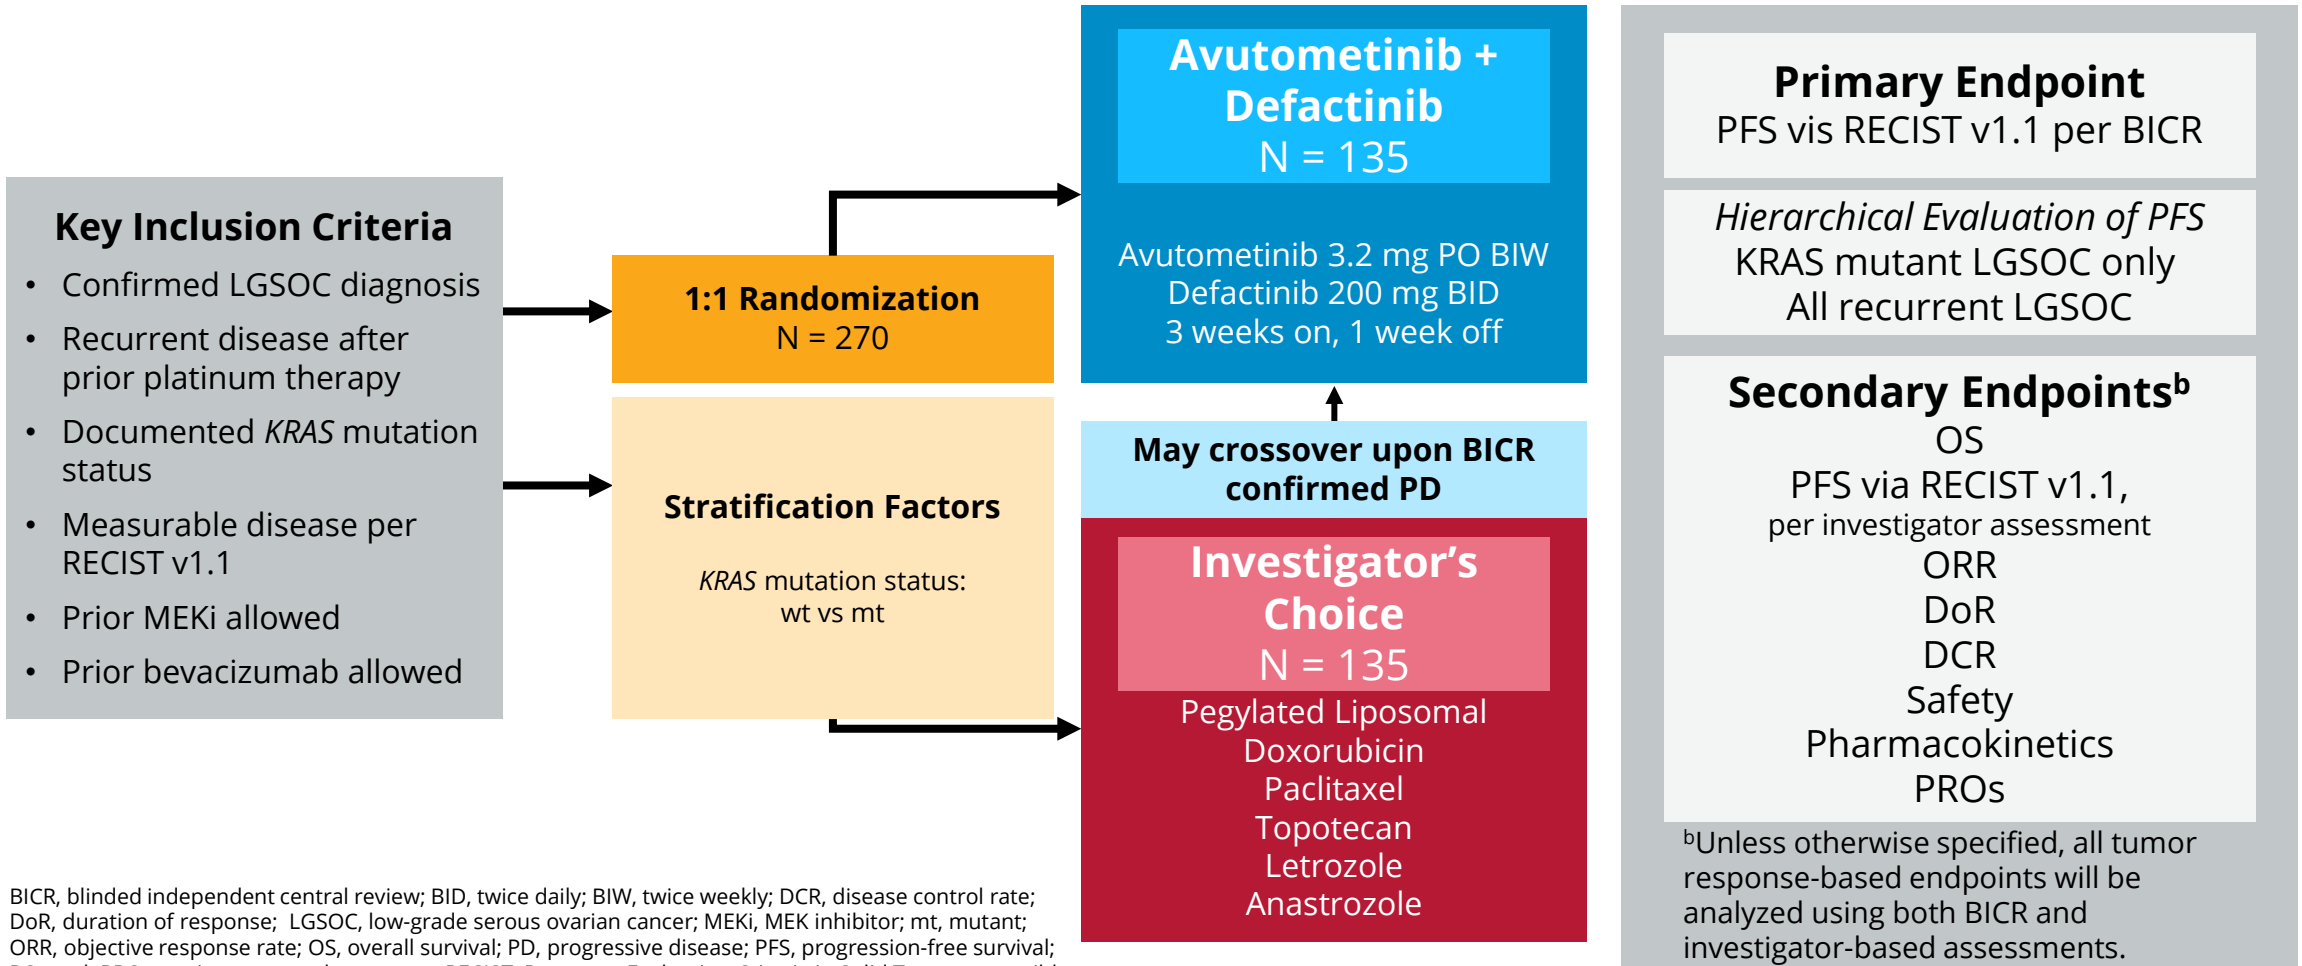 Key Inclusion Criteria
• Confirmed LGSOC diagnosis
• Recurrent disease after
prior platinum therapy
• Documented KRAS mutation
status
• Measurable disease per
RECIST v1.1
• Prior MEKi allowed
• Prior bevacizumab allowed
1:1 Randomization
N = 270
Stratification Factors
KRAS mutation status:
wt vs mt
Avutometinib +
Defactinib
N = 135
Avutometinib 3.2 mg PO BIW
Defactinib 200 mg BID
3 weeks on, 1 week off
May crossover upon BICR
confirmed PD
Investigator’s
Choice
N = 135
Pegylated Liposomal
Doxorubicin
Paclitaxel
Topotecan
Letrozole
Anastrozole
Primary Endpoint
PFS vis RECIST v1.1 per BICR
Hierarchical Evaluation of PFS
KRAS mutant LGSOC only
All recurrent LGSOC
Secondary Endpointsᵇ
OS
PFS via RECIST v1.1,
per investigator assessment
ORR
DoR
DCR
Safety
Pharmacokinetics
PROs
ᵇUnless otherwise specified, all tumor
response-based endpoints will be
analyzed using both BICR and
investigator-based assessments.
BICR, blinded independent central review; BID, twice daily; BIW, twice weekly; DCR, disease control rate;
DoR, duration of response; LGSOC, low-grade serous ovarian cancer; MEKi, MEK inhibitor; mt, mutant;
ORR, objective response rate; OS, overall survival; PD, progressive disease; PFS, progression-free survival;